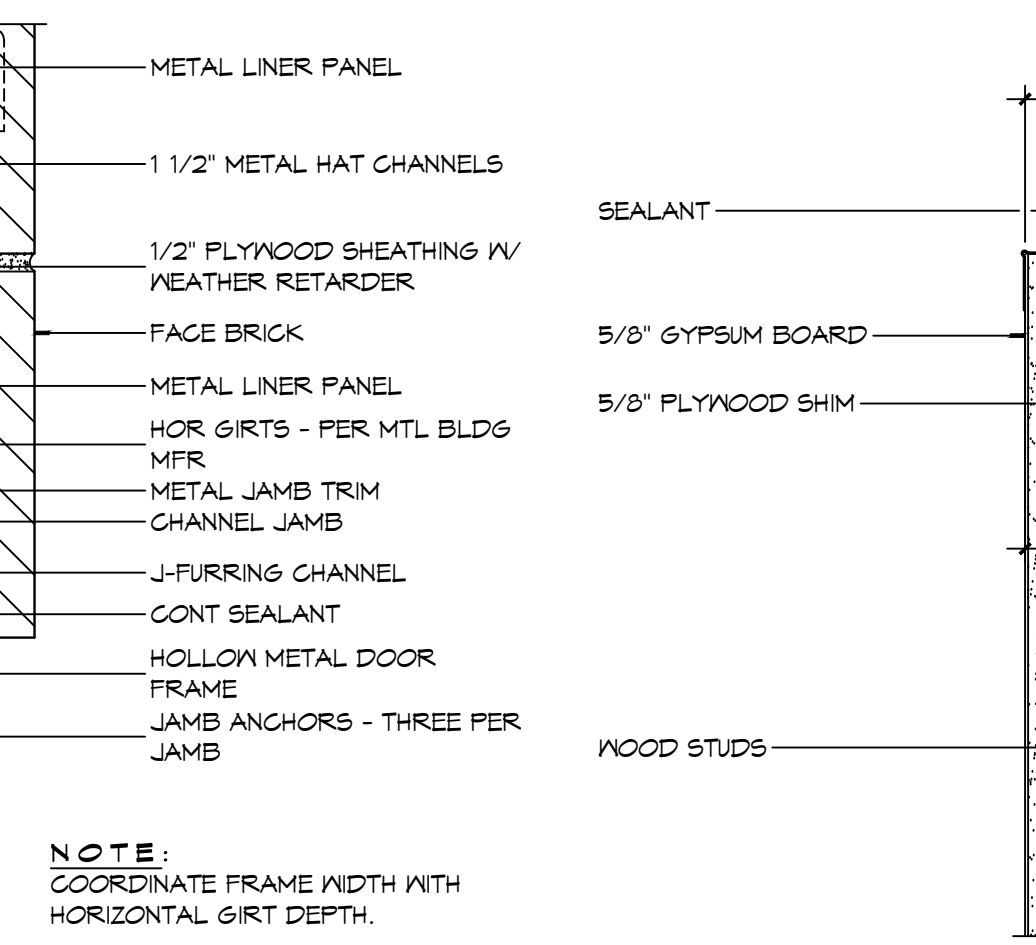 METAL LINER PANEL
1 1/2" METAL HAT CHANNELS
1/2" PLYWOOD SHEATHING W/
WEATHER RETARDER
FACE BRICK
METAL LINER PANEL
HOR GIRTS - PER MTL BLDG
MFR
METAL JAMB TRIM
CHANNEL JAMB
J-FURRING CHANNEL
CONT SEALANT
HOLLOW METAL DOOR
FRAME
JAMB ANCHORS - THREE PER
JAMB
NOTE:
COORDINATE FRAME WIDTH WITH
HORIZONTAL GIRT DEPTH.
SEALANT
5/8" GYPSUM BOARD
5/8" PLYWOOD SHIM
WOOD STUDS